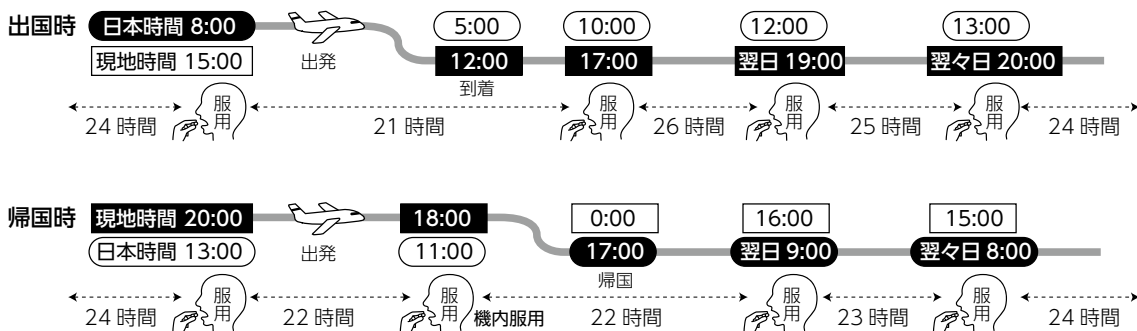 出国時 日本時間 8:00 5:00 10:00 12:00 13:00
現地時間 15:00 出発 12:00 17:00 翌日 19:00 翌々日 20:00
到着
服用 服用 服用 服用
24 時間 21 時間 26 時間 25 時間 24 時間
帰国時 現地時間 20:00 18:00 0:00 16:00 15:00
日本時間 13:00 出発 11:00 17:00 翌日 9:00 翌々日 8:00
帰国
服用 服用 服用 服用
24 時間 22 時間 機内服用 22 時間 23 時間 24 時間